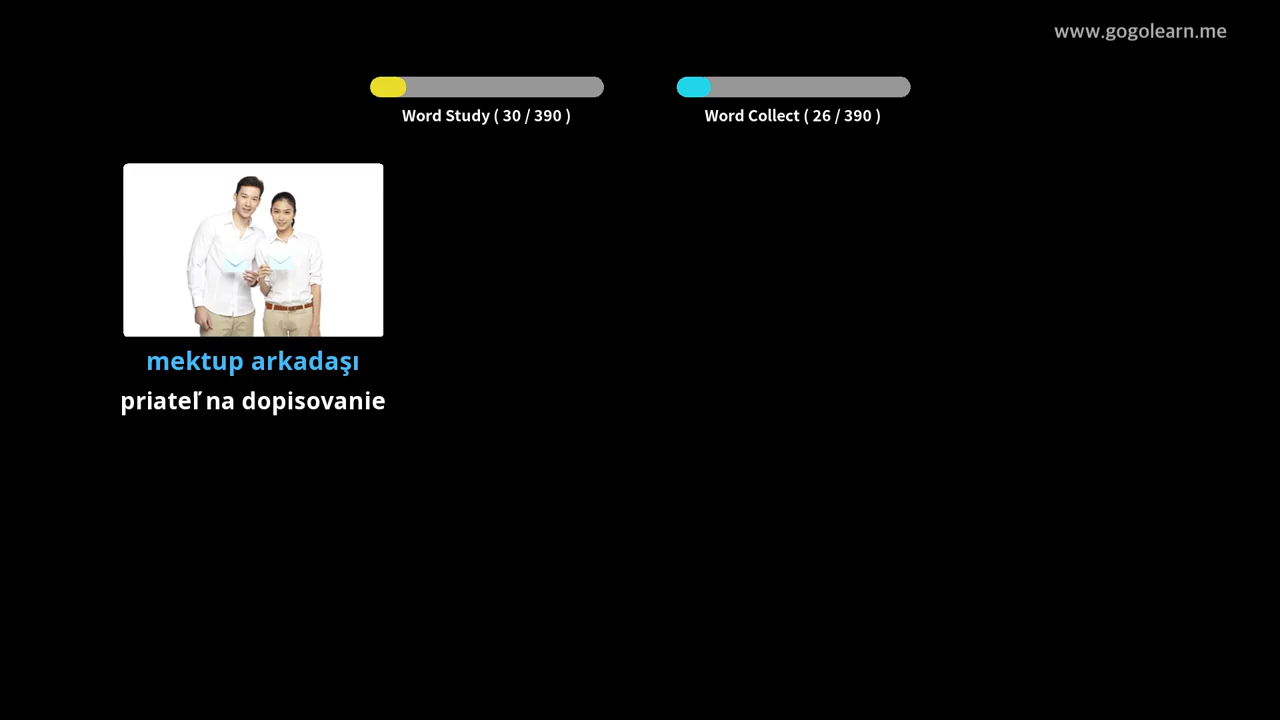 www.gogolearn.me
Word Study ( 30 / 390 )
Word Collect ( 26 / 390 )
mektup arkadaşı
priateľ na dopisovanie